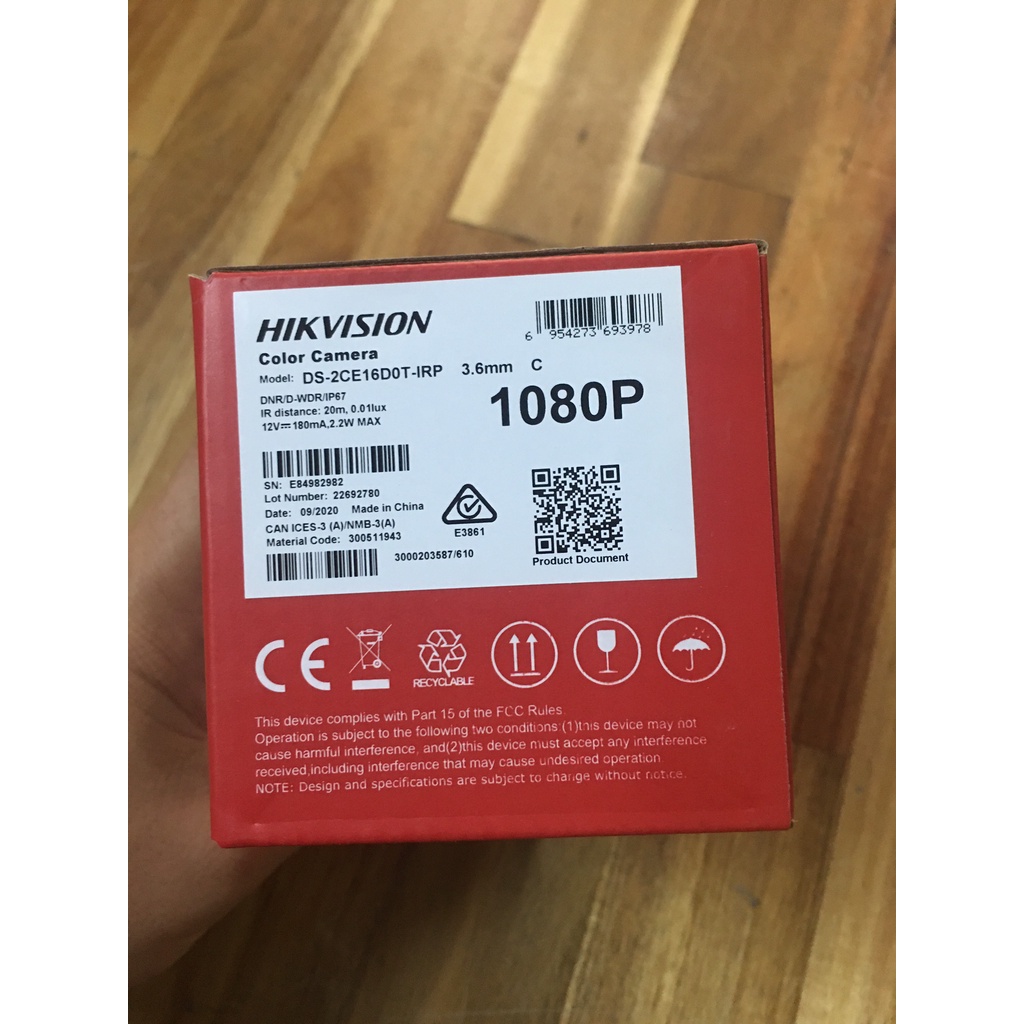 HIKVISION
6 954273 693978
Color Camera
Model: DS-2CE16D0T-IRP 3.6mm C
DNR/D-WDR/IP67
1080P
IR distance: 20m, 0.01lux
12V⎓180mA,2.2W MAX
SN: E84982982
Lot Number: 22692780
Date: 09/2020 Made in China
CAN ICES-3 (A)/NMB-3(A)
Material Code: 300511943
E3861
3000203587/610
Product Document
CE
RECYCLABLE
This device complies with Part 15 of the FCC Rules.
Operation is subject to the following two conditions:(1)this device may not
cause harmful interference, and(2)this device must accept any interference
received,including interference that may cause undesired operation.
NOTE: Design and specifications are subject to change without notice.